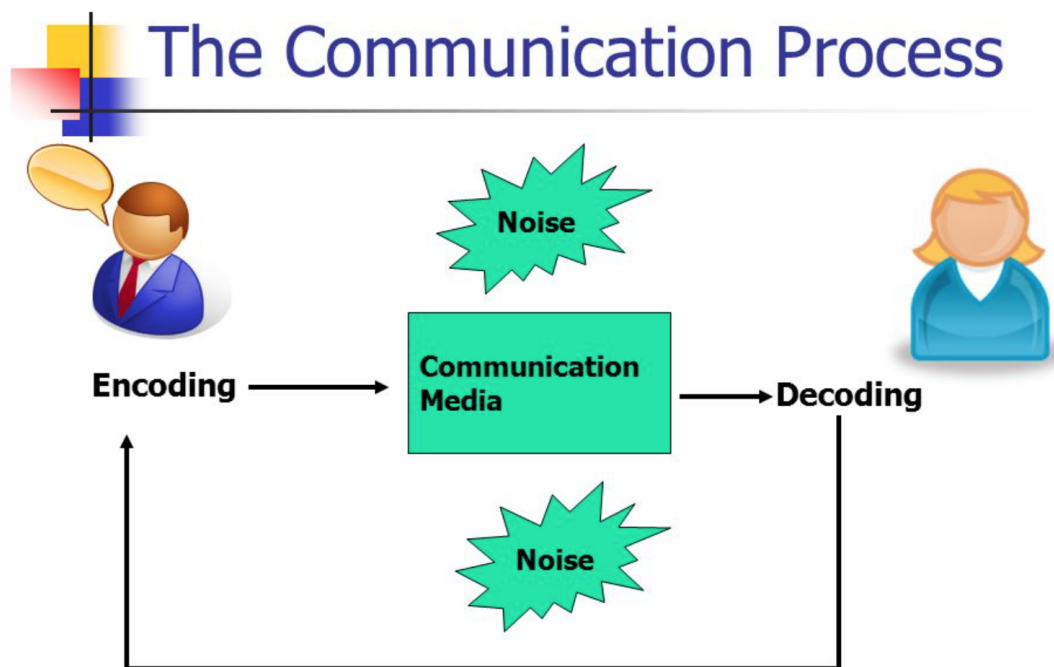 The Communication Process
Noise
Communication
Media
Encoding
Decoding
Noise